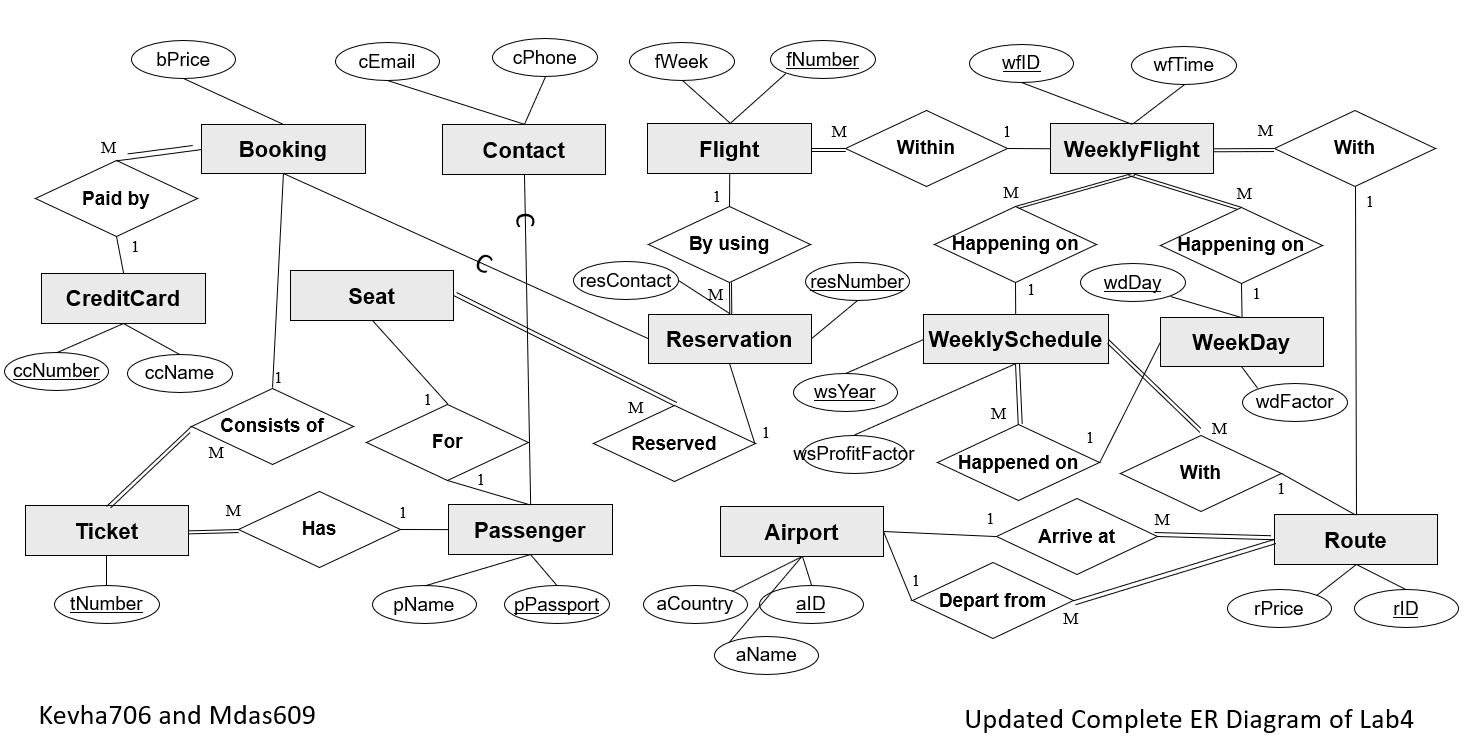 bPrice
cEmail
cPhone
fWeek
fNumber
wfID
wfTime
M
Booking
Contact
Flight
M
Within
1
WeeklyFlight
M
With
Paid by
1
1
M
M
1
By using
Happening on
Happening on
1
C
C
CreditCard
Seat
resContact
M
resNumber
1
wdDay
1
Reservation
WeeklySchedule
WeekDay
ccNumber
ccName
1
wsYear
wdFactor
1
M
M
1
M
Consists of
M
For
Reserved
1
wsProfitFactor
Happened on
With
1
1
Ticket
M
Has
1
Passenger
Airport
1
Arrive at
M
Route
tNumber
pName
pPassport
aCountry
aID
1
Depart from
M
rPrice
rID
aName
Kevha706 and Mdas609
Updated Complete ER Diagram of Lab4